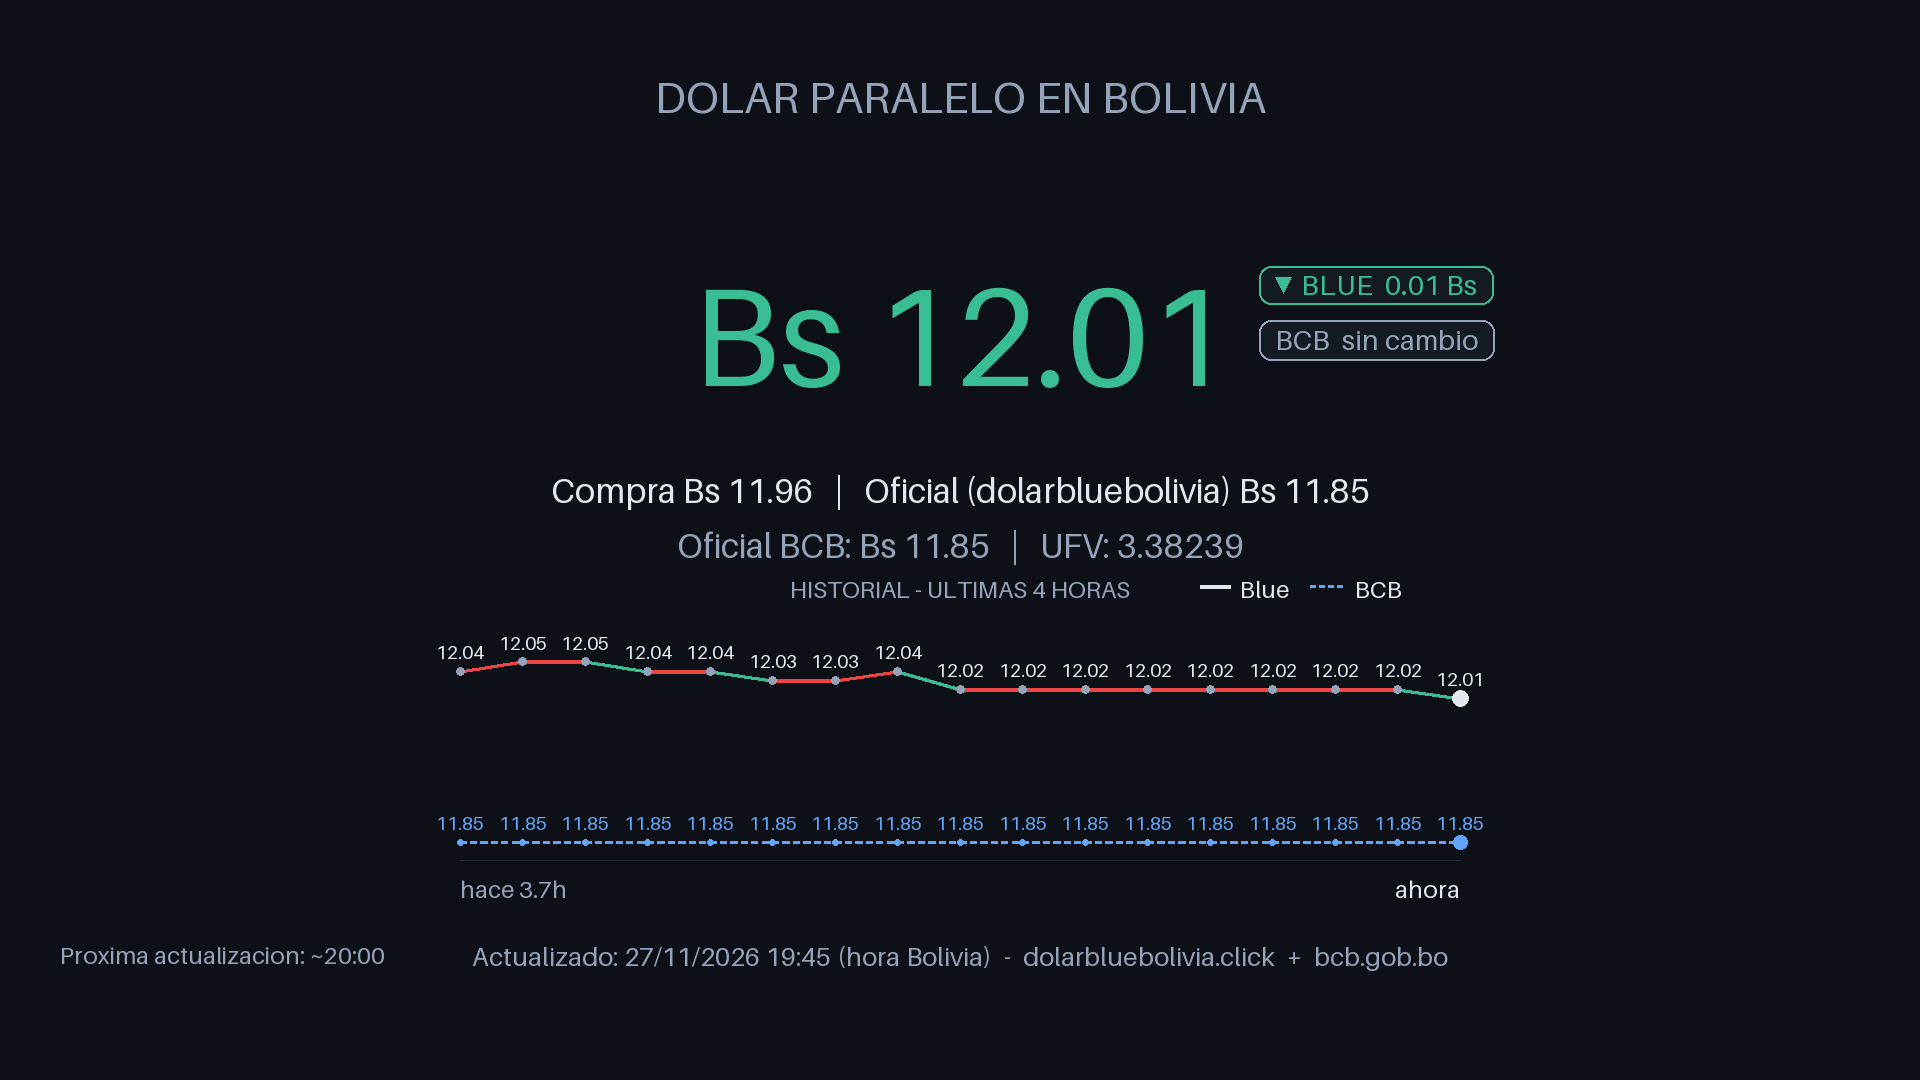 DOLAR PARALELO EN BOLIVIA
Bs 12.01
▼ BLUE 0.01 Bs
BCB sin cambio
Compra Bs 11.96 | Oficial (dolarbluebolivia) Bs 11.85
Oficial BCB: Bs 11.85 | UFV: 3.38239
HISTORIAL - ULTIMAS 4 HORAS
Blue BCB
12.04 12.05 12.05 12.04 12.04 12.03 12.03 12.04 12.02 12.02 12.02 12.02 12.02 12.02 12.02 12.02 12.01
11.85 11.85 11.85 11.85 11.85 11.85 11.85 11.85 11.85 11.85 11.85 11.85 11.85 11.85 11.85 11.85 11.85
hace 3.7h ahora
Proxima actualizacion: ~20:00
Actualizado: 27/11/2026 19:45 (hora Bolivia) - dolarbluebolivia.click + bcb.gob.bo